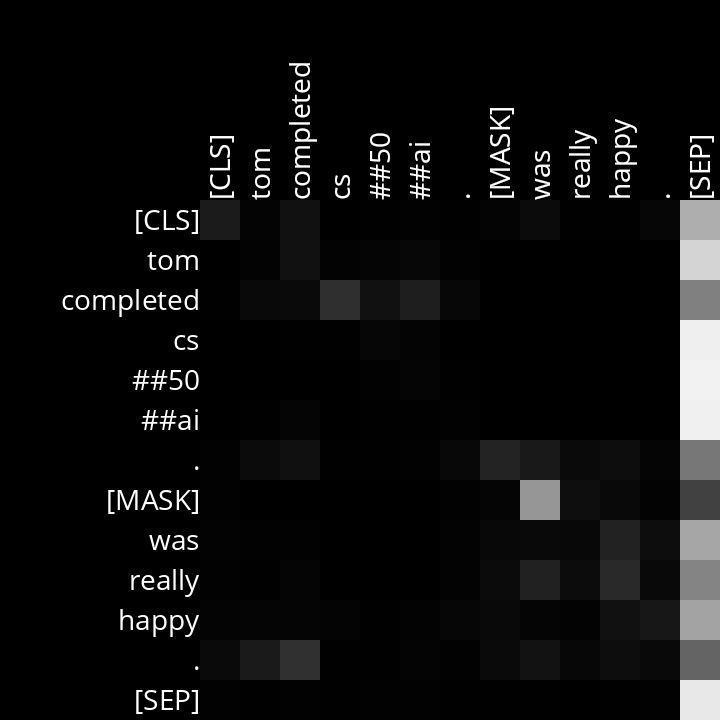 [CLS]
tom
completed
cs
##50
##ai
.
[MASK]
was
really
happy
.
[SEP]
[CLS]
tom
completed
cs
##50
##ai
.
[MASK]
was
really
happy
.
[SEP]